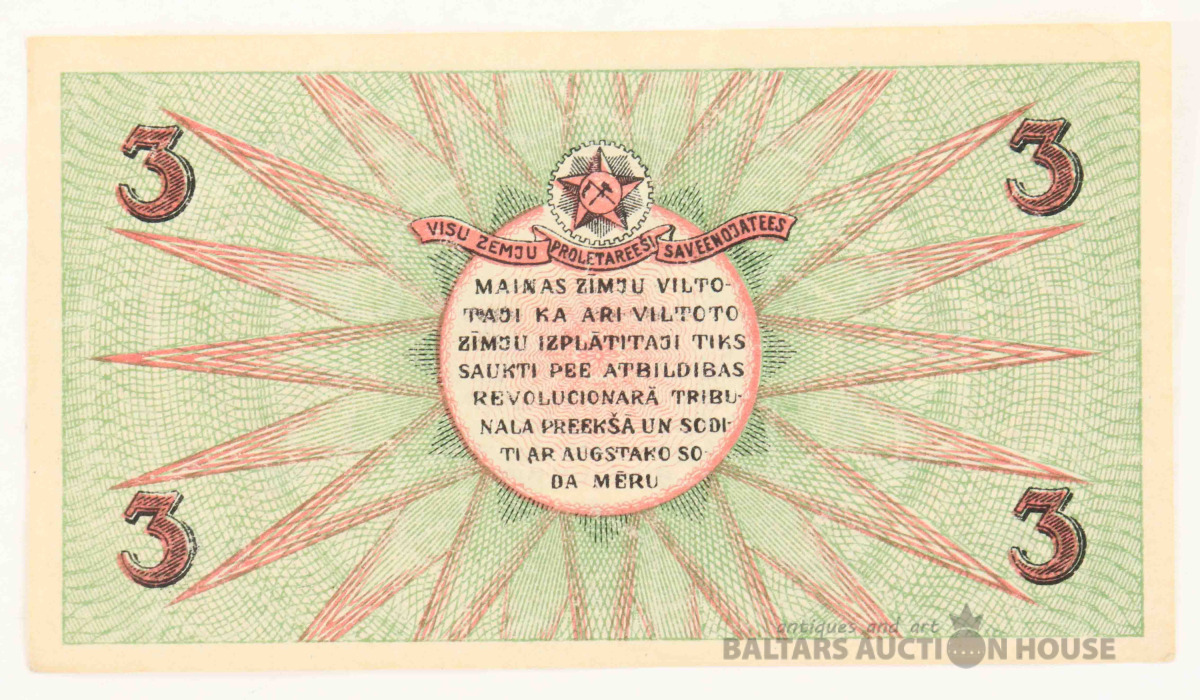 3 3
VISU ZEMJU PROLETAREEŠI SAVEENOJATEES
MAIŅAS ZĪMJU VILTO-
TAJI KA ARI VILTOTO
ZĪMJU IZPLĀTITAJI TIKS
SAUKTI PEE ATBILDIBAS
REVOLUCIONARĀ TRIBU-
NALA PREEKŠĀ UN SODI-
TI AR AUGSTAKO SO-
DA MĒRU
3 3
antiques and art
BALTARS AUCTION HOUSE